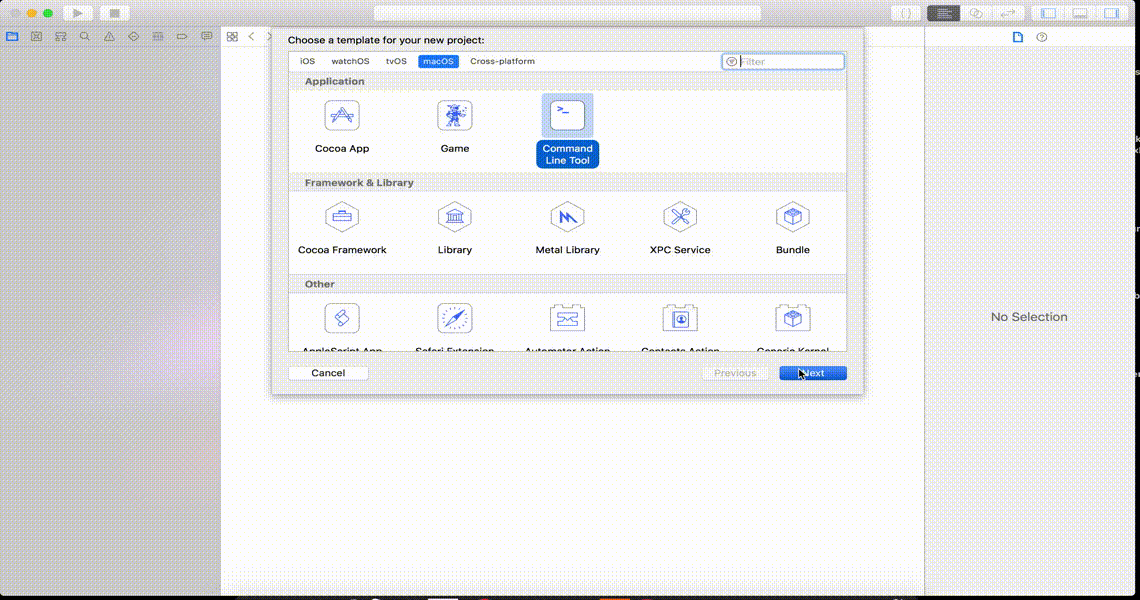 Choose a template for your new project:
iOS watchOS tvOS macOS Cross-platform Filter
Application
Cocoa App Game Command Line Tool
Framework & Library
Cocoa Framework Library Metal Library XPC Service Bundle
Other
AppleScript App Safari Extension Automator Action Contacts Action Generic Kernel
Cancel Previous Next
No Selection